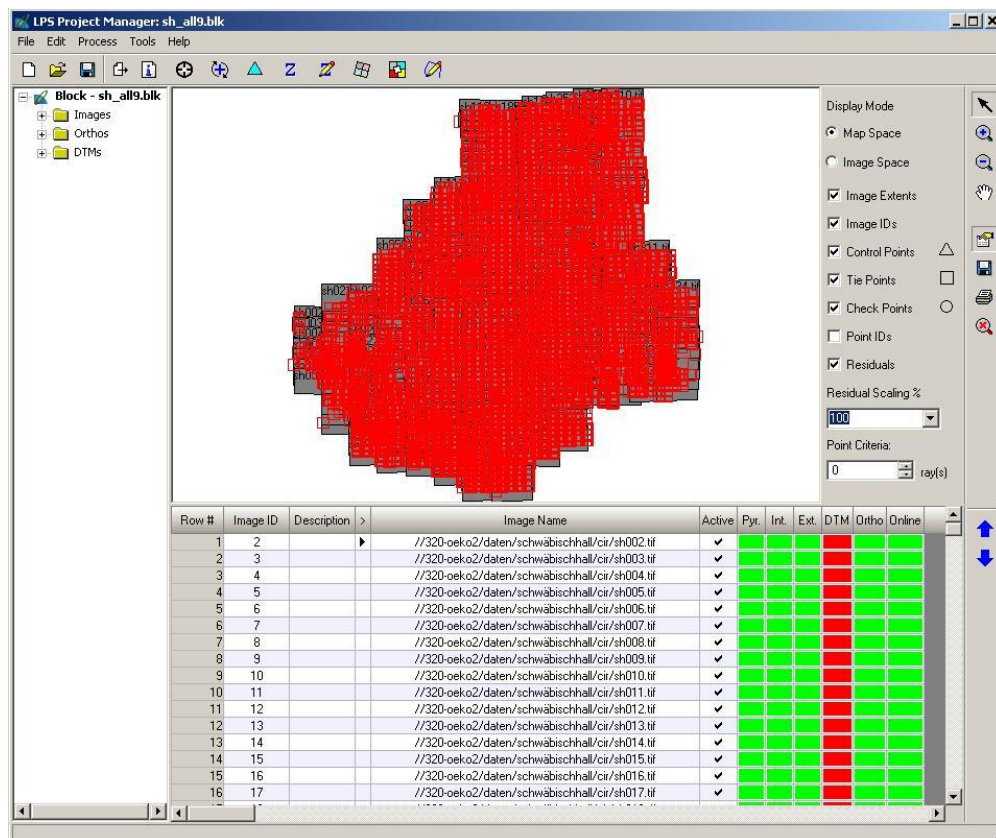 LPS Project Manager: sh_all9.blk
File Edit Process Tools Help
Block - sh_all9.blk
Images
Orthos
DTMs
Display Mode
Map Space
Image Space
Image Extents
Image IDs
Control Points
Tie Points
Check Points
Point IDs
Residuals
Residual Scaling %
100
Point Criteria:
0 ray(s)
Row # Image ID Description > Image Name Active Pyr. Int. Ext. DTM Ortho Online
1 2 //320-oeko2/daten/schwäbischhall/cir/sh002.tif
2 3 //320-oeko2/daten/schwäbischhall/cir/sh003.tif
3 4 //320-oeko2/daten/schwäbischhall/cir/sh004.tif
4 5 //320-oeko2/daten/schwäbischhall/cir/sh005.tif
5 6 //320-oeko2/daten/schwäbischhall/cir/sh006.tif
6 7 //320-oeko2/daten/schwäbischhall/cir/sh007.tif
7 8 //320-oeko2/daten/schwäbischhall/cir/sh008.tif
8 9 //320-oeko2/daten/schwäbischhall/cir/sh009.tif
9 10 //320-oeko2/daten/schwäbischhall/cir/sh010.tif
10 11 //320-oeko2/daten/schwäbischhall/cir/sh011.tif
11 12 //320-oeko2/daten/schwäbischhall/cir/sh012.tif
12 13 //320-oeko2/daten/schwäbischhall/cir/sh013.tif
13 14 //320-oeko2/daten/schwäbischhall/cir/sh014.tif
14 15 //320-oeko2/daten/schwäbischhall/cir/sh015.tif
15 16 //320-oeko2/daten/schwäbischhall/cir/sh016.tif
16 17 //320-oeko2/daten/schwäbischhall/cir/sh017.tif